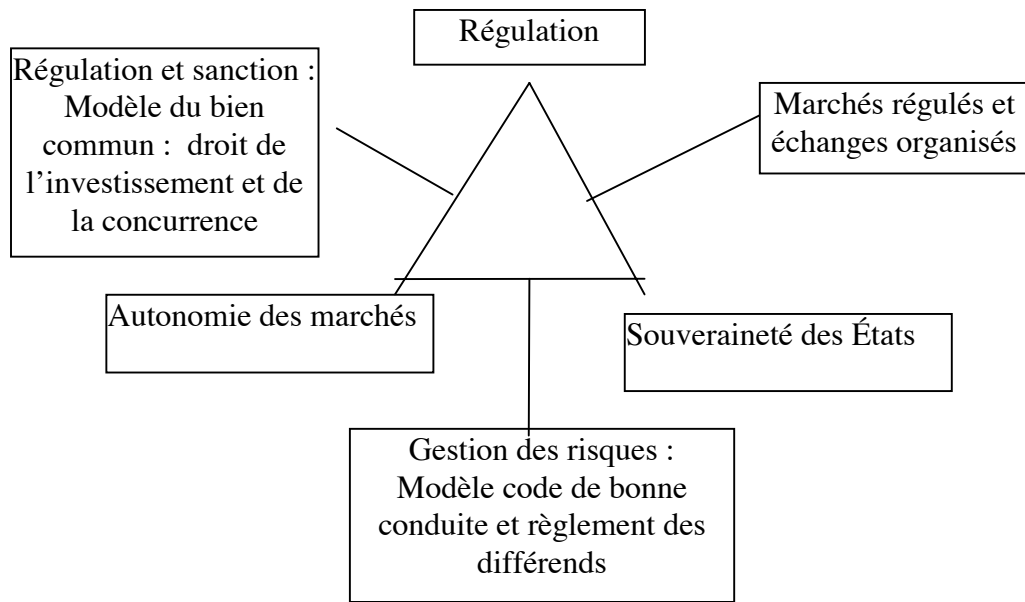 Régulation
Régulation et sanction :
Modèle du bien
commun : droit de
l’investissement et de
la concurrence
Marchés régulés et
échanges organisés
Autonomie des marchés
Souveraineté des États
Gestion des risques :
Modèle code de bonne
conduite et règlement des
différends